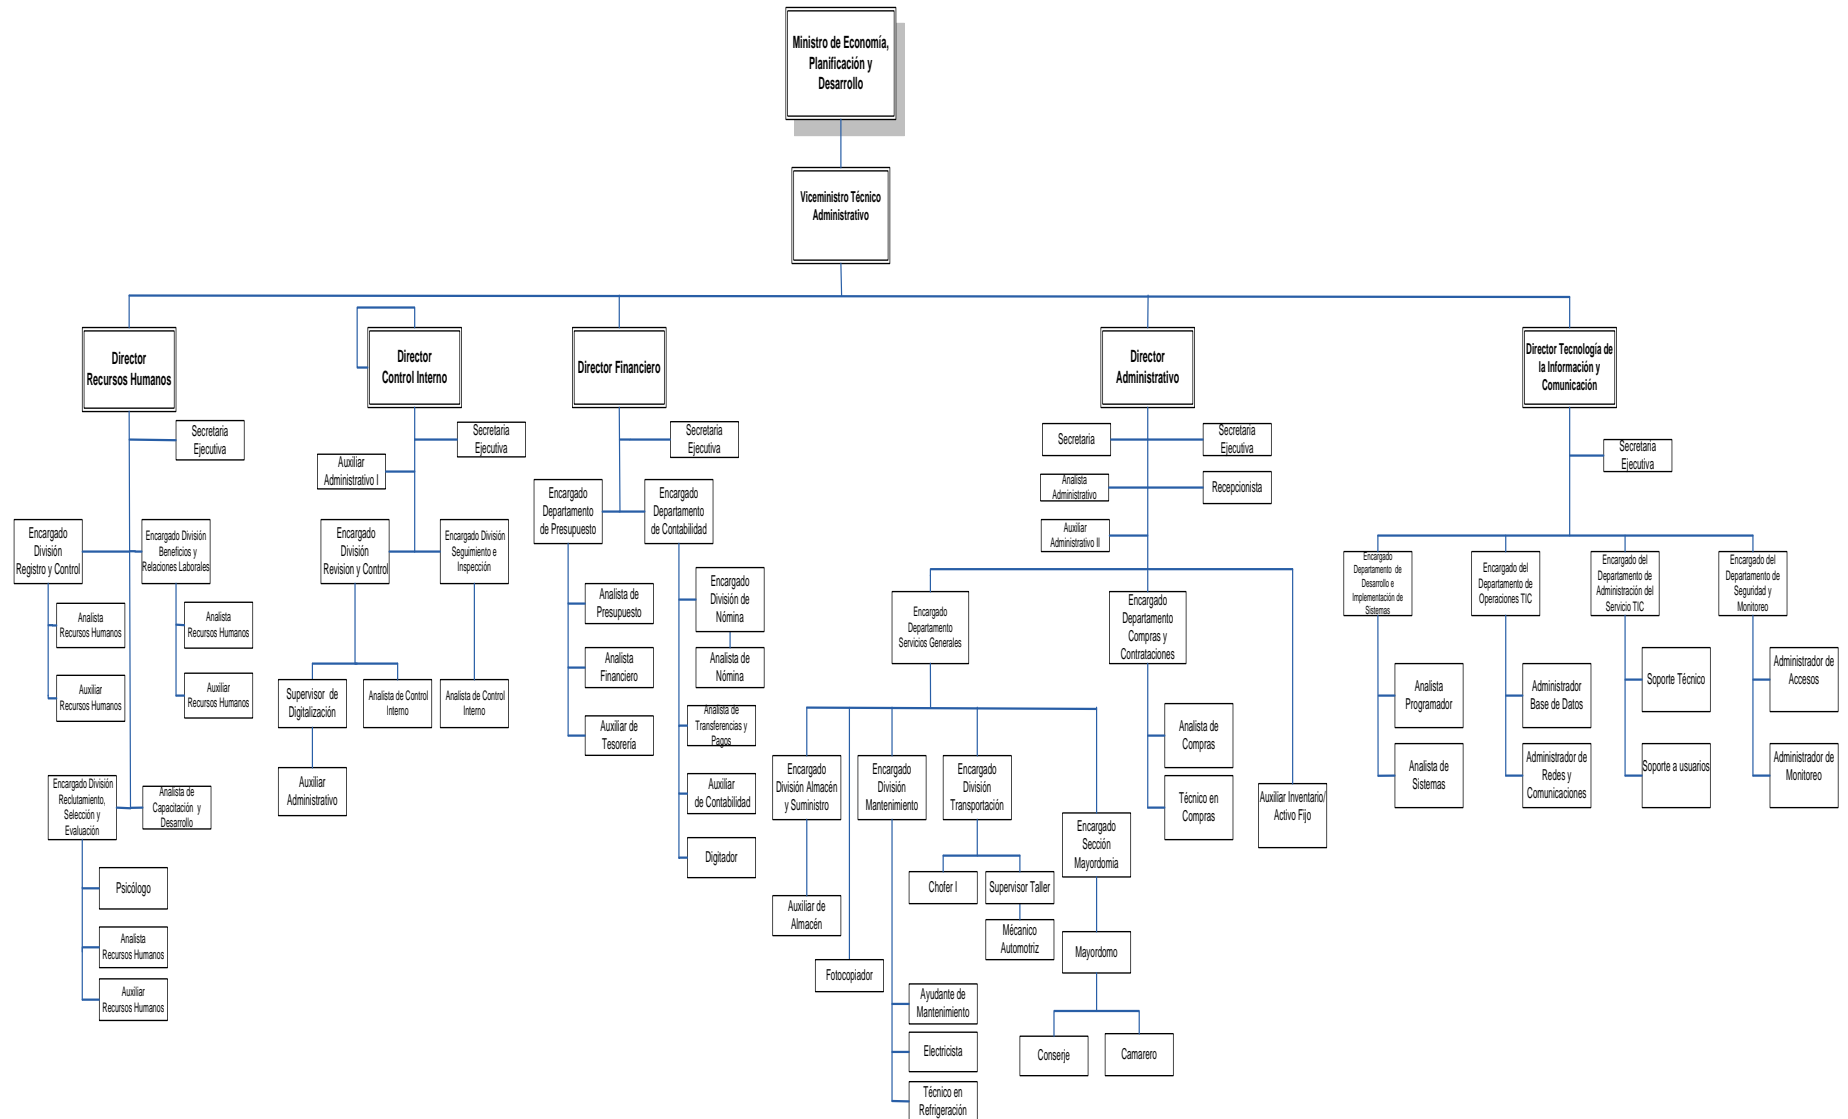 Ministro de Economía,
Planificación y
Desarrollo
Viceministro Técnico
Administrativo
Director
Recursos Humanos
Director
Control Interno
Director Financiero
Director
Administrativo
Director Tecnología de
la Información y
Comunicación
Secretaria
Ejecutiva
Encargado
División
Registro y Control
Encargado División
Beneficios y
Relaciones Laborales
Analista
Recursos Humanos
Auxiliar
Recursos Humanos
Analista
Recursos Humanos
Auxiliar
Recursos Humanos
Encargado División
Reclutamiento,
Selección y
Evaluación
Analista de
Capacitación y
Desarrollo
Psicólogo
Analista
Recursos Humanos
Auxiliar
Recursos Humanos
Secretaria
Ejecutiva
Auxiliar
Administrativo I
Encargado
División
Revision y Control
Encargado División
Seguimiento e
Inspección
Supervisor de
Digitalización
Analista de Control
Interno
Analista de Control
Interno
Auxiliar
Administrativo
Secretaria
Ejecutiva
Encargado
Departamento
de Presupuesto
Encargado
Departamento
de Contabilidad
Analista de
Presupuesto
Analista
Financiero
Auxiliar de
Tesorería
Encargado
División de
Nómina
Analista de
Nómina
Analista de
Transferencias y
Pagos
Auxiliar
de Contabilidad
Digitador
Secretaria
Secretaria
Ejecutiva
Analista
Administrativo
Recepcionista
Auxiliar
Administrativo II
Encargado
Departamento
Servicios Generales
Encargado
Departamento
Compras y
Contrataciones
Auxiliar Inventario/
Activo Fijo
Analista de
Compras
Técnico en
Compras
Encargado
División Almacén
y Suministro
Encargado
División
Mantenimiento
Encargado
División
Transportación
Encargado
Sección
Mayordomia
Auxiliar de
Almacén
Fotocopiador
Chofer I
Supervisor Taller
Mécanico
Automotriz
Mayordomo
Ayudante de
Mantenimiento
Electricista
Técnico en
Refrigeración
Conserje
Camarero
Secretaria
Ejecutiva
Encargado
Departamento de
Desarrollo e
Implementación de
Sistemas
Encargado del
Departamento de
Operaciones TIC
Encargado del
Departamento de
Administración del
Servicio TIC
Encargado del
Departamento de
Seguridad y
Monitoreo
Analista
Programador
Analista de
Sistemas
Administrador
Base de Datos
Administrador de
Redes y
Comunicaciones
Soporte Técnico
Soporte a usuarios
Administrador de
Accesos
Administrador de
Monitoreo